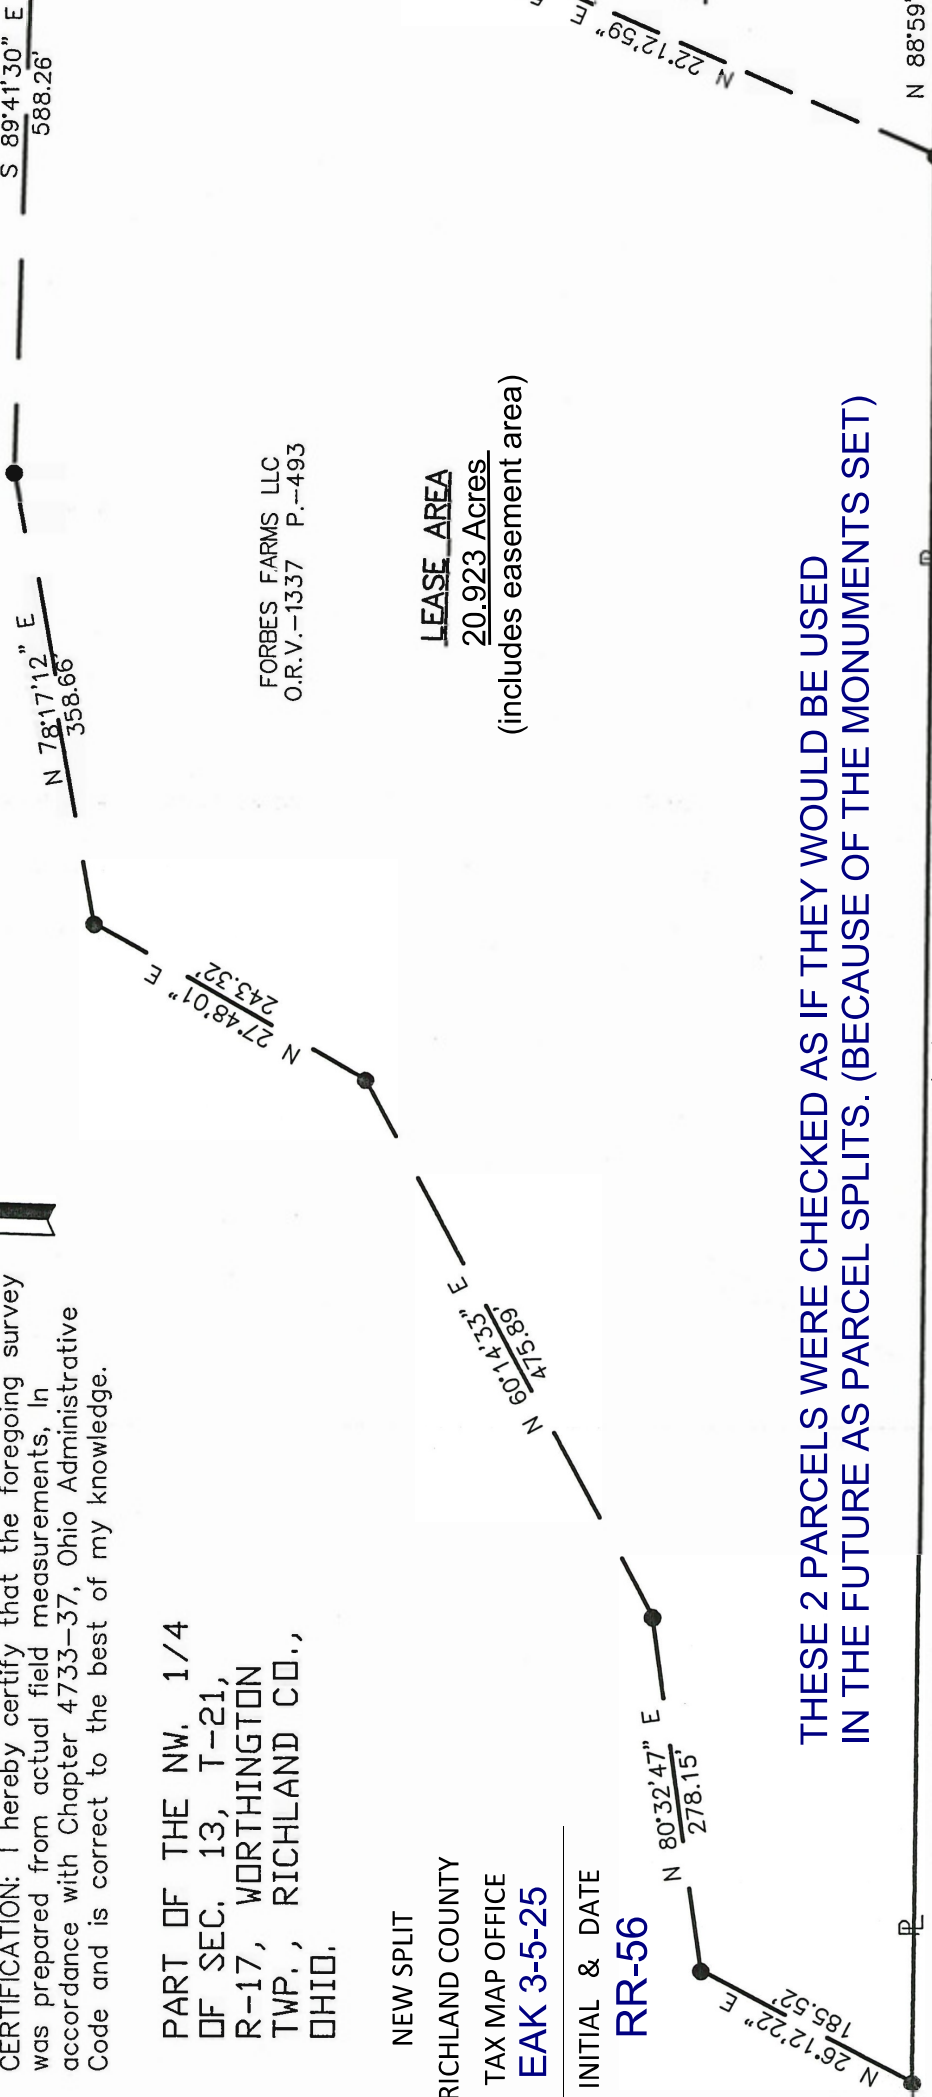 CERTIFICATION: I hereby certify that the foregoing survey
was prepared from actual field measurements, In
accordance with Chapter 4733-37, Ohio Administrative
Code and is correct to the best of my knowledge.
PART OF THE NW. 1/4
OF SEC. 13, T-21,
R-17, WORTHINGTON
TWP., RICHLAND CO.,
OHIO.
NEW SPLIT
RICHLAND COUNTY
TAX MAP OFFICE
EAK 3-5-25
INITIAL & DATE
RR-56
N 26°12'22" E
185.52'
N 80°32'47" E
278.15'
N 60°14'33" E
475.89'
N 27°48'01" E
243.32'
N 78°17'12" E
358.66'
S 89°41'30" E
588.26'
FORBES FARMS LLC
O.R.V.-1337 P.-493
LEASE AREA
20.923 Acres
(includes easement area)
THESE 2 PARCELS WERE CHECKED AS IF THEY WOULD BE USED
IN THE FUTURE AS PARCEL SPLITS. (BECAUSE OF THE MONUMENTS SET)
N 22°12'59" E
N 88°59'
PL